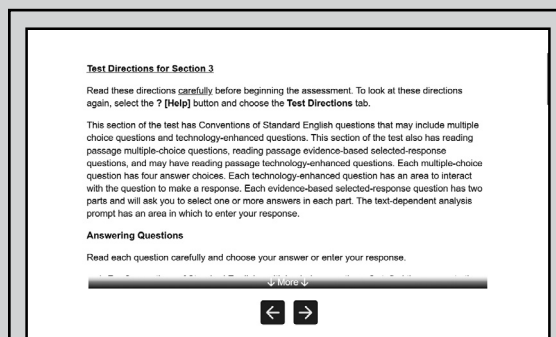 Test Directions for Section 3
Read these directions carefully before beginning the assessment. To look at these directions
again, select the ? [Help] button and choose the Test Directions tab.
This section of the test has Conventions of Standard English questions that may include multiple
choice questions and technology-enhanced questions. This section of the test also has reading
passage multiple-choice questions, reading passage evidence-based selected-response
questions, and may have reading passage technology-enhanced questions. Each multiple-choice
question has four answer choices. Each technology-enhanced question has an area to interact
with the question to make a response. Each evidence-based selected-response question has two
parts and will ask you to select one or more answers in each part. The text-dependent analysis
prompt has an area in which to enter your response.
Answering Questions
Read each question carefully and choose your answer or enter your response.
↓ More ↓